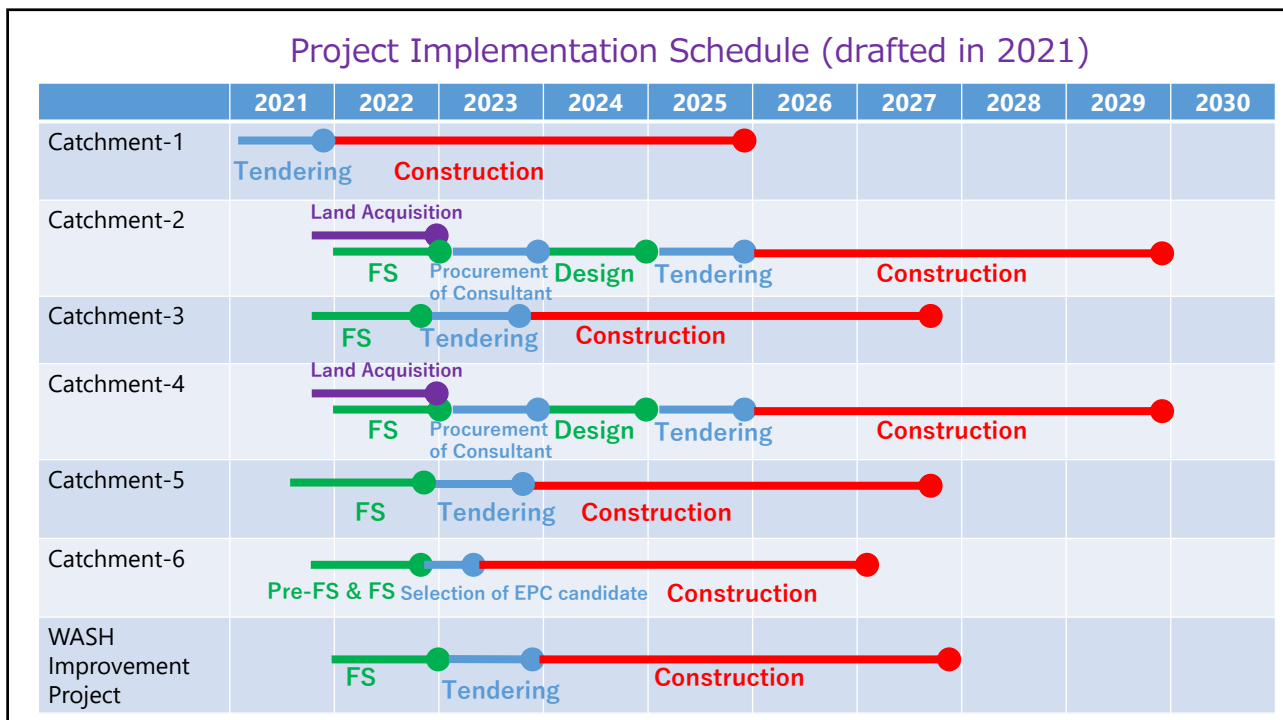 Project Implementation Schedule (drafted in 2021)
2021 2022 2023 2024 2025 2026 2027 2028 2029 2030
Catchment-1
Tendering Construction
Catchment-2
Land Acquisition
FS Procurement of Consultant Design Tendering Construction
Catchment-3
FS Tendering Construction
Catchment-4
Land Acquisition
FS Procurement of Consultant Design Tendering Construction
Catchment-5
FS Tendering Construction
Catchment-6
Pre-FS & FS Selection of EPC candidate Construction
WASH
Improvement
Project
FS Tendering Construction